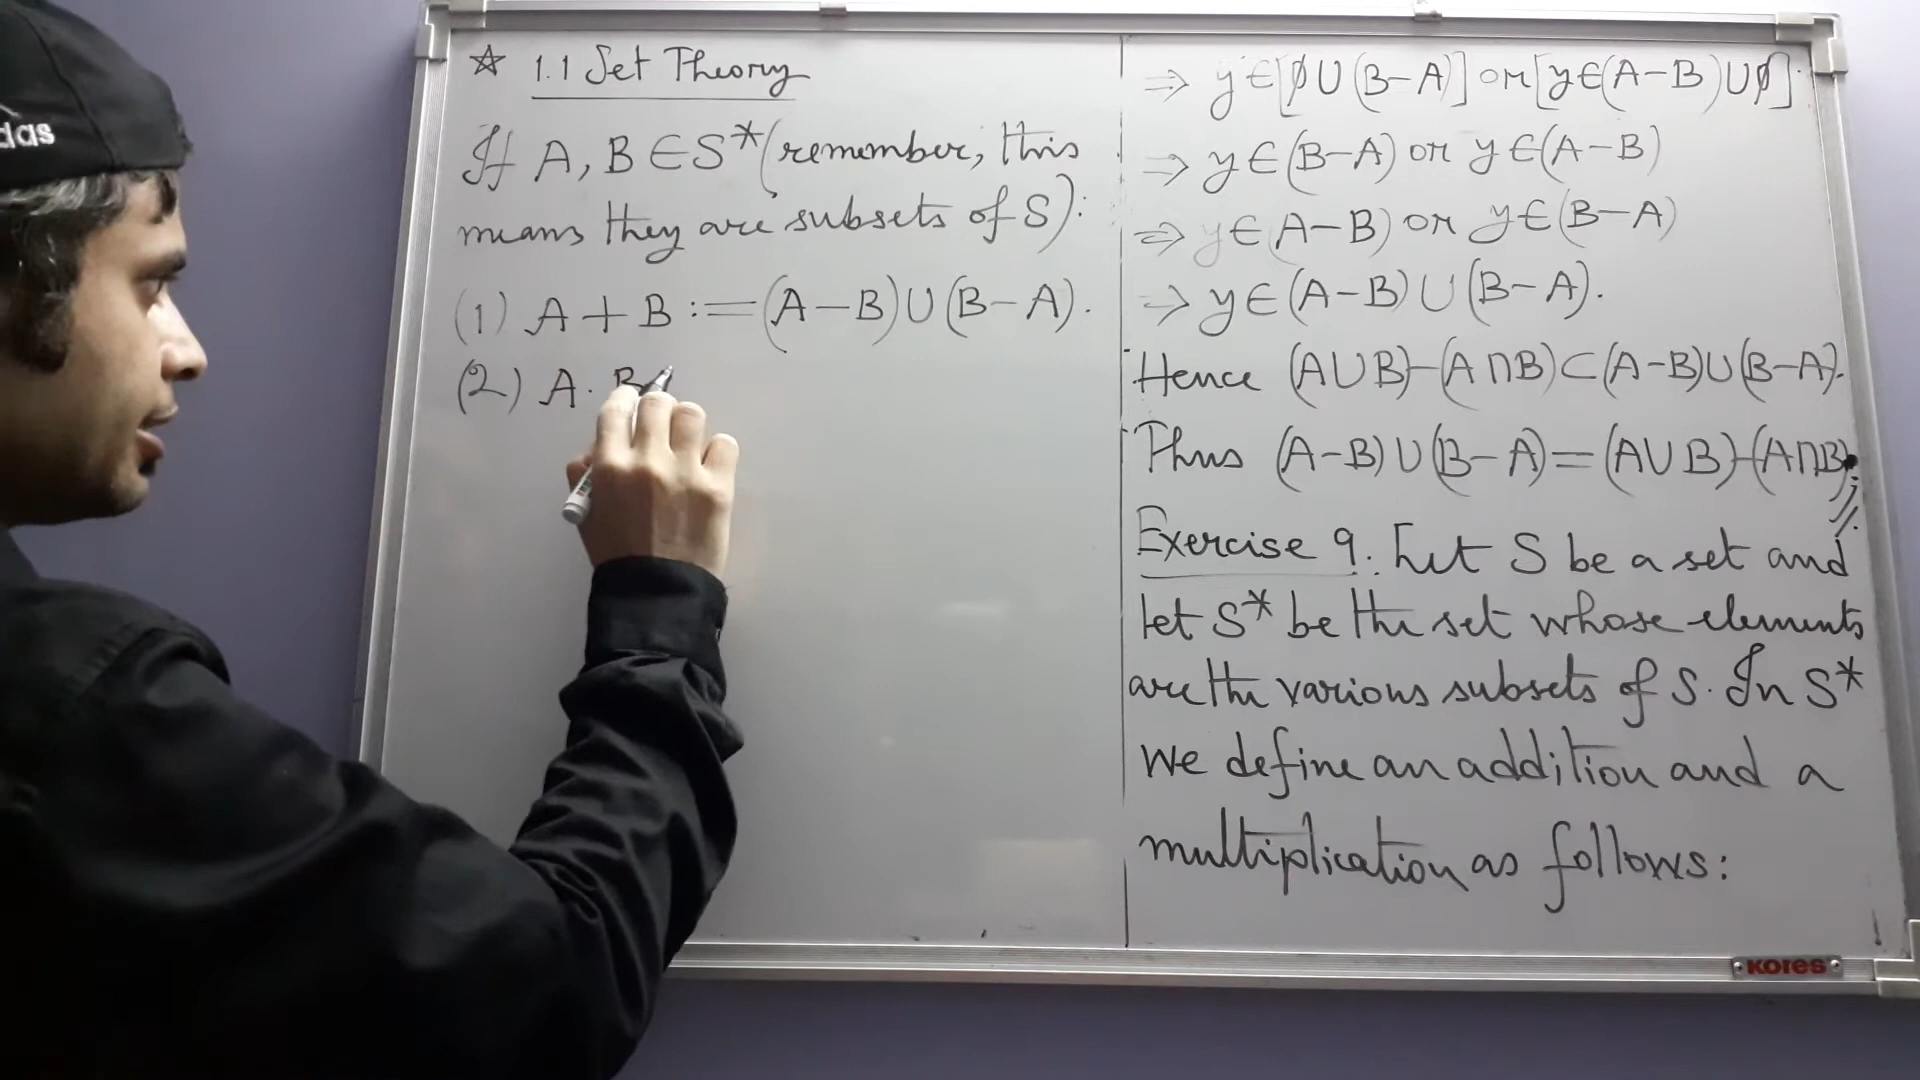 ☆ 1.1 Set Theory
If A, B ∈ S* (remember, this
means they are subsets of S):
(1) A + B := (A − B) ∪ (B − A).
(2) A . B
⇒ y ∈ [∅ ∪ (B − A)] or [y ∈ (A − B) ∪ ∅].
⇒ y ∈ (B − A) or y ∈ (A − B)
⇒ y ∈ (A − B) or y ∈ (B − A)
⇒ y ∈ (A − B) ∪ (B − A).
Hence (A ∪ B) − (A ∩ B) ⊂ (A − B) ∪ (B − A).
Thus (A − B) ∪ (B − A) = (A ∪ B) − (A ∩ B).
Exercise 9. Let S be a set and
let S* be the set whose elements
are the various subsets of S. In S*
we define an addition and a
multiplication as follows:
kores
das